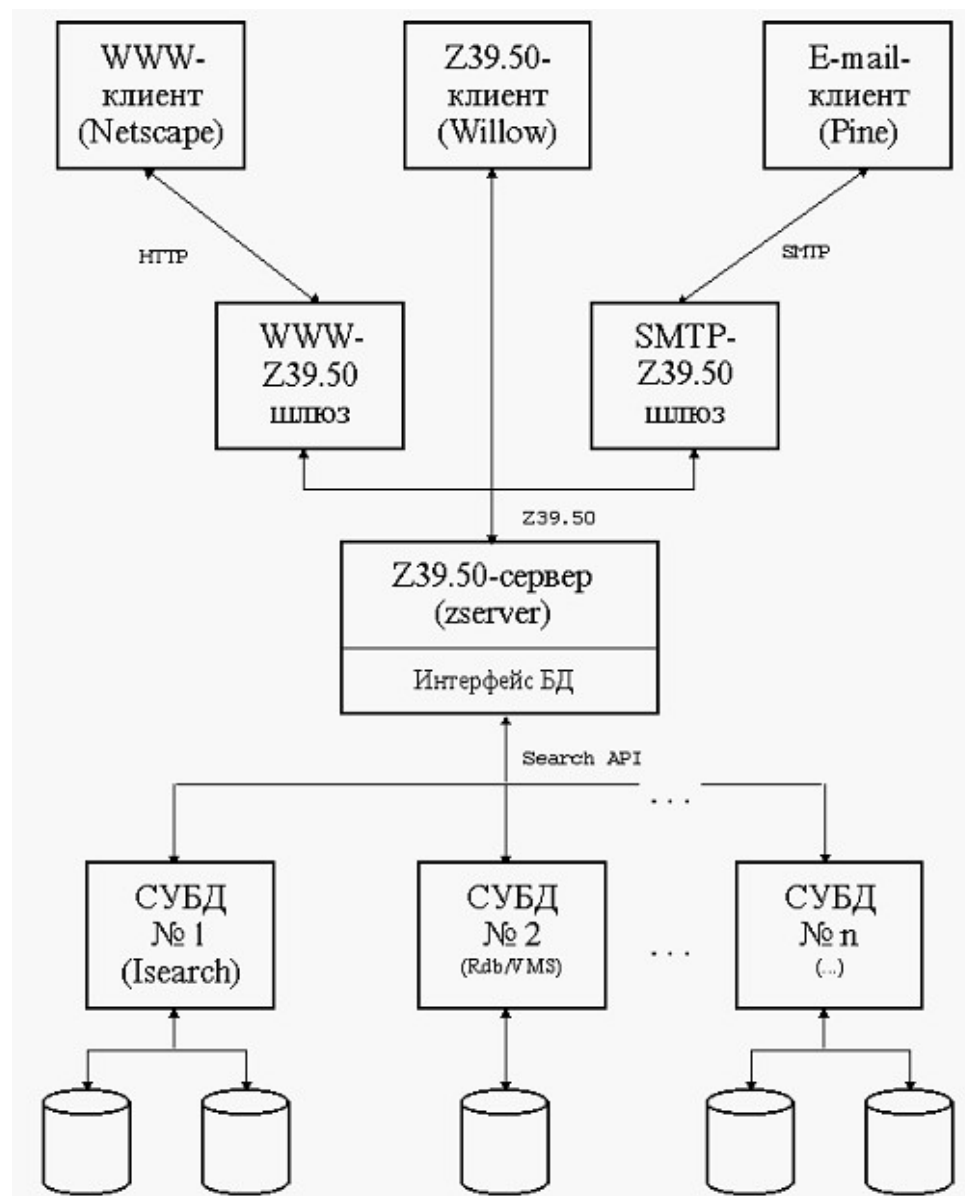 WWW-
клиент
(Netscape)
Z39.50-
клиент
(Willow)
E-mail-
клиент
(Pine)
HTTP
SMTP
WWW-
Z39.50
шлюз
SMTP-
Z39.50
шлюз
Z39.50
Z39.50-сервер
(zserver)
Интерфейс БД
Search API
...
СУБД
№ 1
(Isearch)
СУБД
№ 2
(Rdb/VMS)
...
СУБД
№ n
(...)